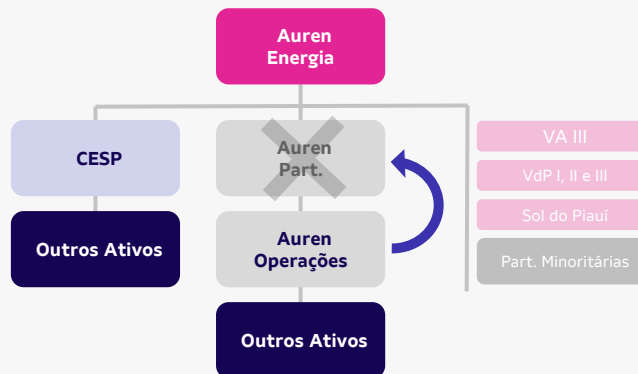 Auren
Energia
CESP
Outros Ativos
Auren
Part.
Auren
Operações
Outros Ativos
VA III
VdP I, II e III
Sol do Piauí
Part. Minoritárias